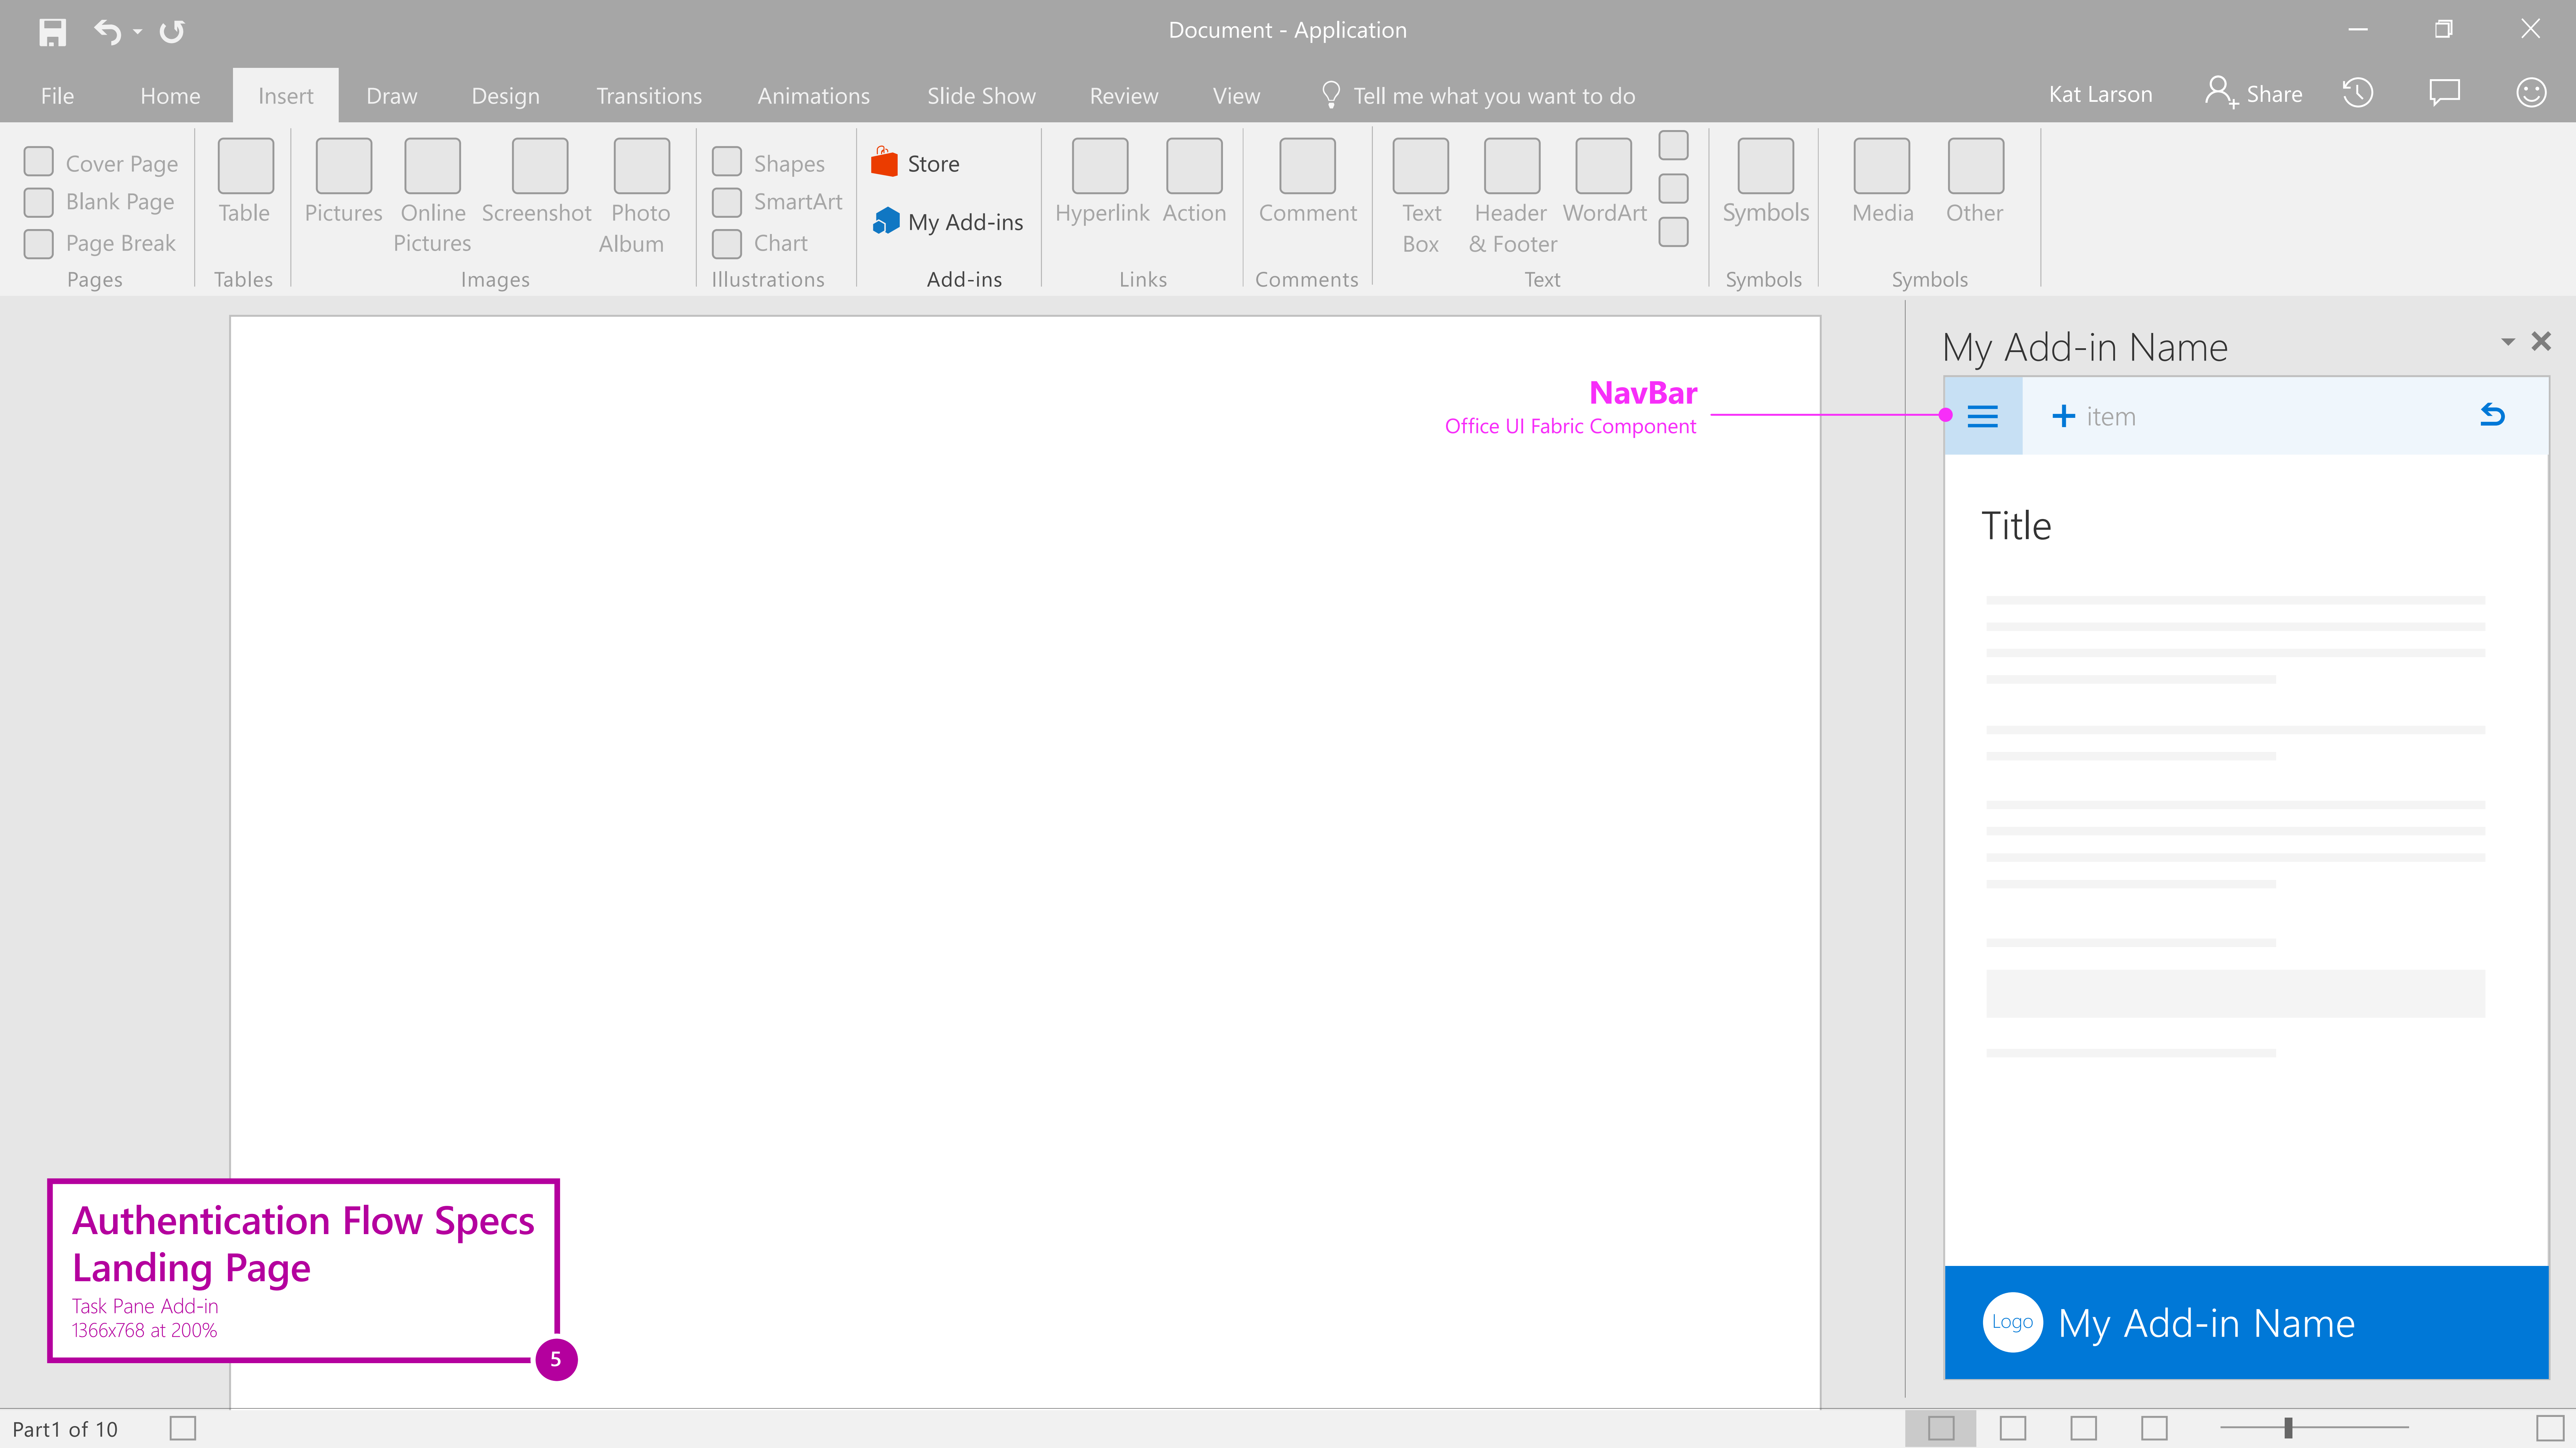 Document - Application
File Home Insert Draw Design Transitions Animations Slide Show Review View Tell me what you want to do Kat Larson Share
Cover Page
Blank Page
Page Break
Pages
Table
Tables
Pictures
Online
Pictures
Screenshot
Photo
Album
Images
Shapes
SmartArt
Chart
Illustrations
Store
My Add-ins
Add-ins
Hyperlink
Action
Links
Comment
Comments
Text
Box
Header
& Footer
WordArt
Text
Symbols
Symbols
Media
Other
Symbols
NavBar
Office UI Fabric Component
My Add-in Name
item
Title
Logo
My Add-in Name
Authentication Flow Specs
Landing Page
Task Pane Add-in
1366x768 at 200%
5
Part1 of 10